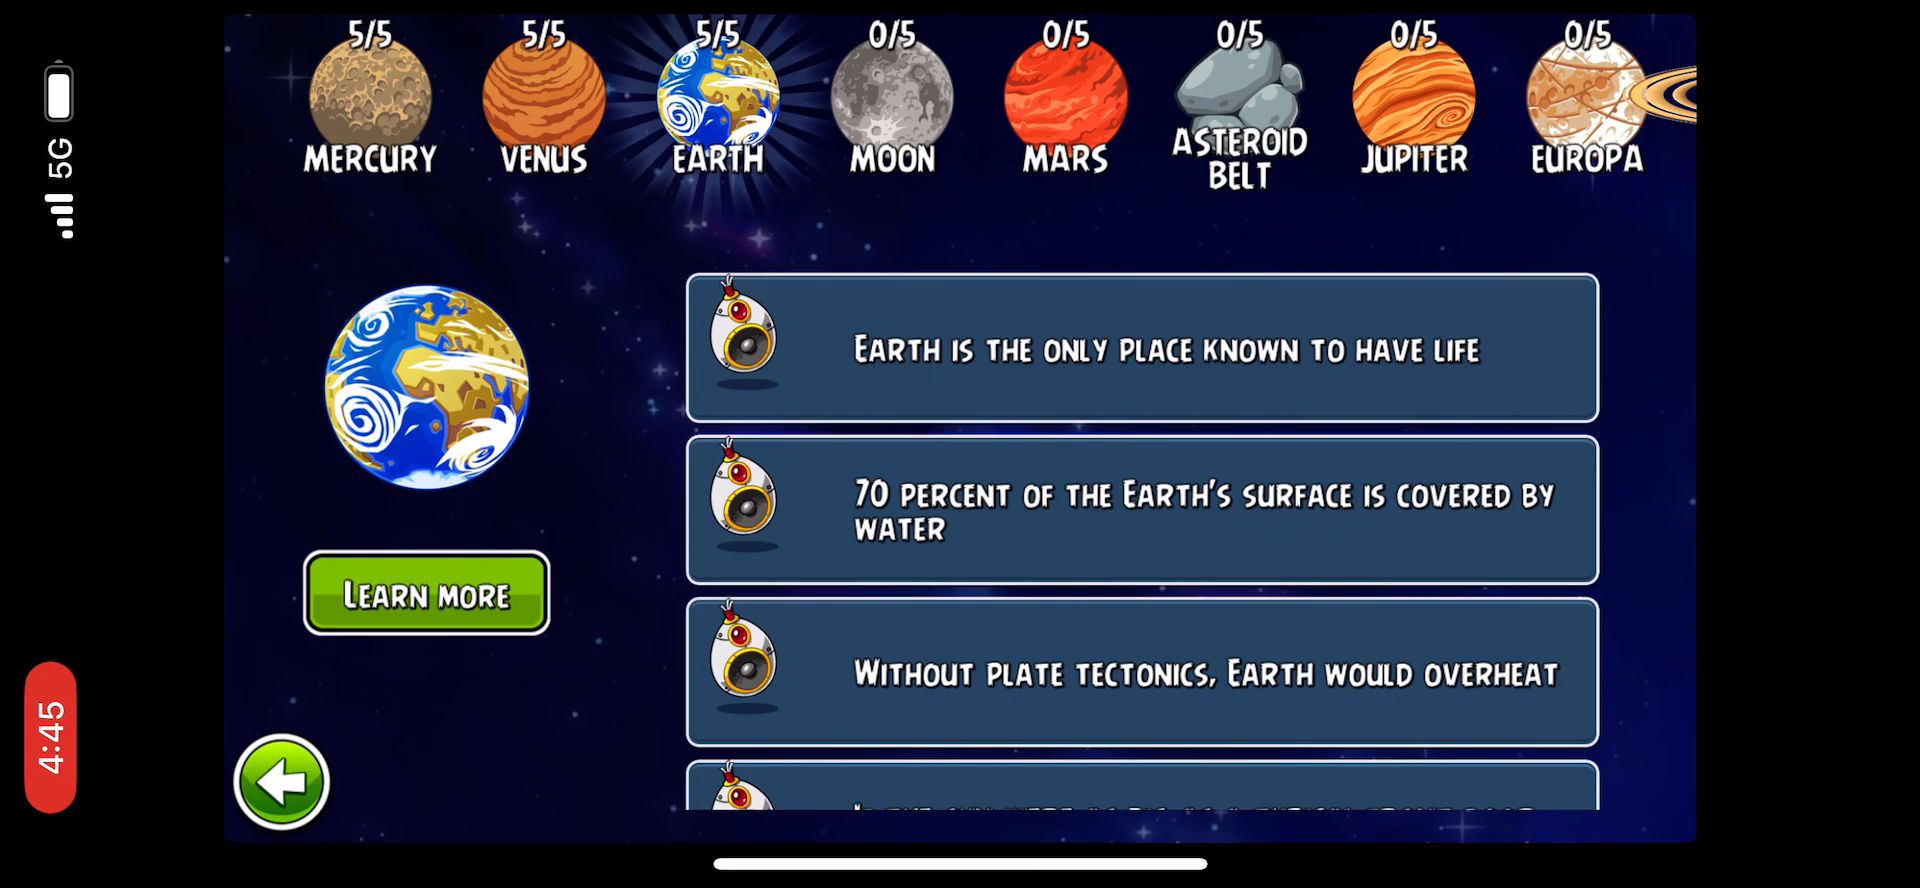 5/5
5/5
5/5
0/5
0/5
0/5
0/5
0/5
MERCURY
VENUS
EARTH
MOON
MARS
ASTEROID
BELT
JUPITER
EUROPA
5G
4:45
EARTH IS THE ONLY PLACE KNOWN TO HAVE LIFE
70 PERCENT OF THE EARTH'S SURFACE IS COVERED BY
WATER
WITHOUT PLATE TECTONICS, EARTH WOULD OVERHEAT
LEARN MORE